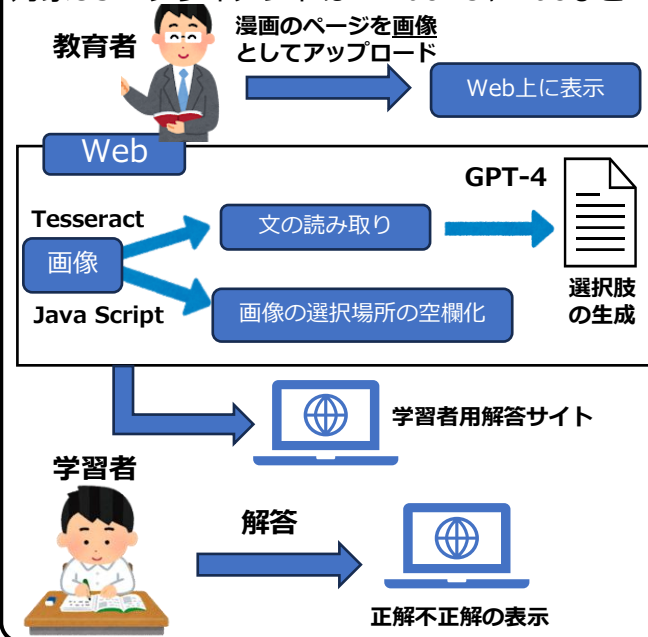 教育者
漫画のページを画像
としてアップロード
Web上に表示
Web
GPT-4
Tesseract
文の読み取り
画像
Java Script
画像の選択場所の空欄化
選択肢
の生成
学習者用解答サイト
学習者
解答
正解不正解の表示